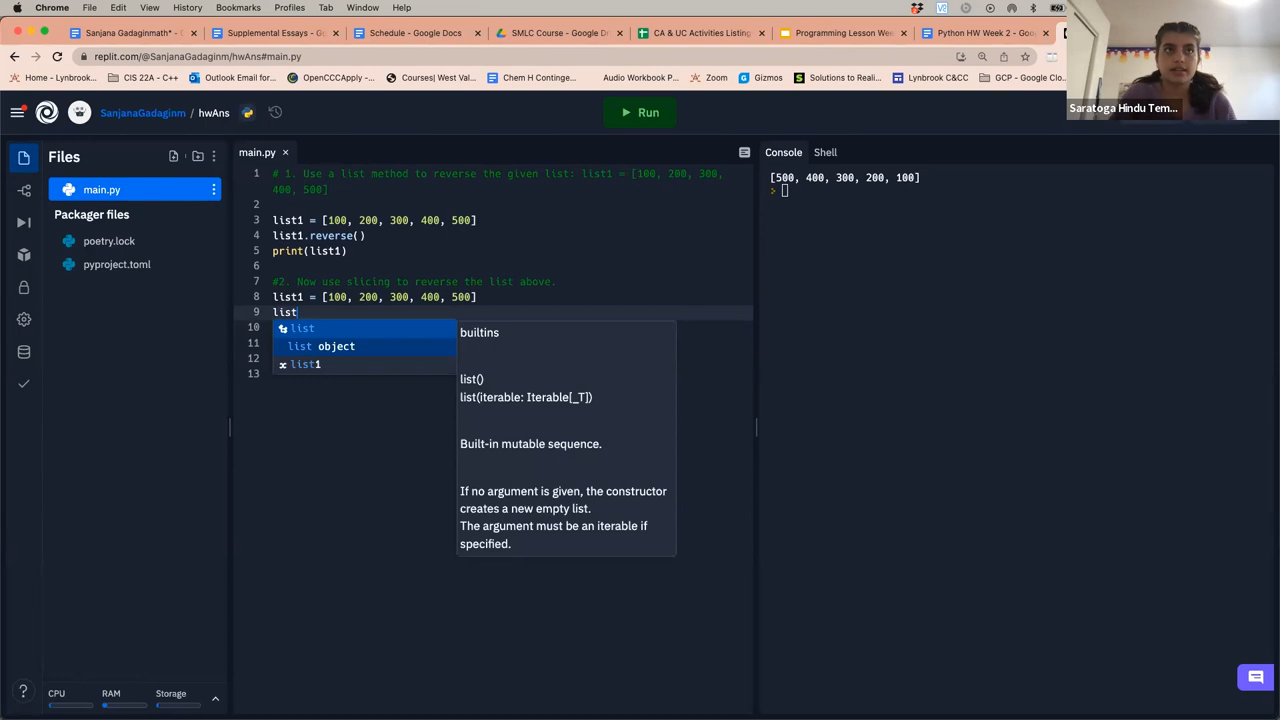 Chrome File Edit View History Bookmarks Profiles Tab Window Help
Sanjana Gadaginmath* - Supplemental Essays - Google D Schedule - Google Docs SMLC Course - Google Dr CA & UC Activities Listing Programming Lesson Wee Python HW Week 2 - Goog
replit.com/@SanjanaGadaginm/hwAns#main.py
Home - Lynbrook CIS 22A - C+ Outlook Email for... OpenCCCApply Courses| West Val... Chem H Contempor... Audio Workbook P... Zoom Gizmos Solutions to Reali... Lynbrook C&CC GCP - Google Clo...
Saratoga Hindu Tem...
SanjanaGadaginm / hwAns
Run
Files
main.py
Packager files
poetry.lock
pyproject.toml
main.py
1 # 1. Use a list method to reverse the given list: list1 = [100, 200, 300,
400, 500]
2
3 list1 = [100, 200, 300, 400, 500]
4 list1.reverse()
5 print(list1)
6
7 #2. Now use slicing to reverse the list above.
8 list1 = [100, 200, 300, 400, 500]
9 list
10
11
12
13
list
list object
list1
builtins
list()
list(iterable: Iterable[_T])
Built-in mutable sequence.
If no argument is given, the constructor
creates a new empty list.
The argument must be an iterable if
specified.
Console Shell
[500, 400, 300, 200, 100]
>
CPU RAM Storage
?